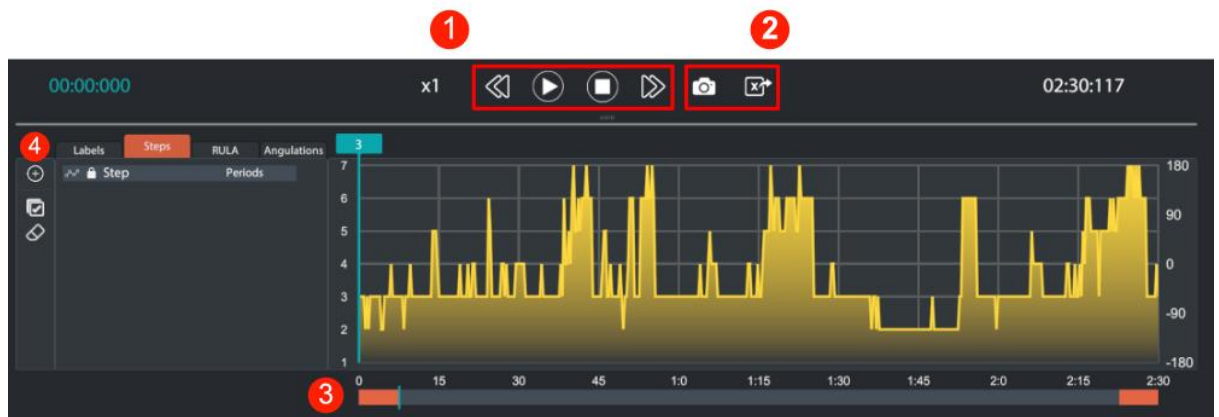 1 2
00:00:000 x1 02:30:117
4 Labels Steps RULA Angulations 3
Step Periods
7 180
6
90
5
4 0
3
-90
2
1 -180
0 15 30 45 1:0 1:15 1:30 1:45 2:0 2:15 2:30
3